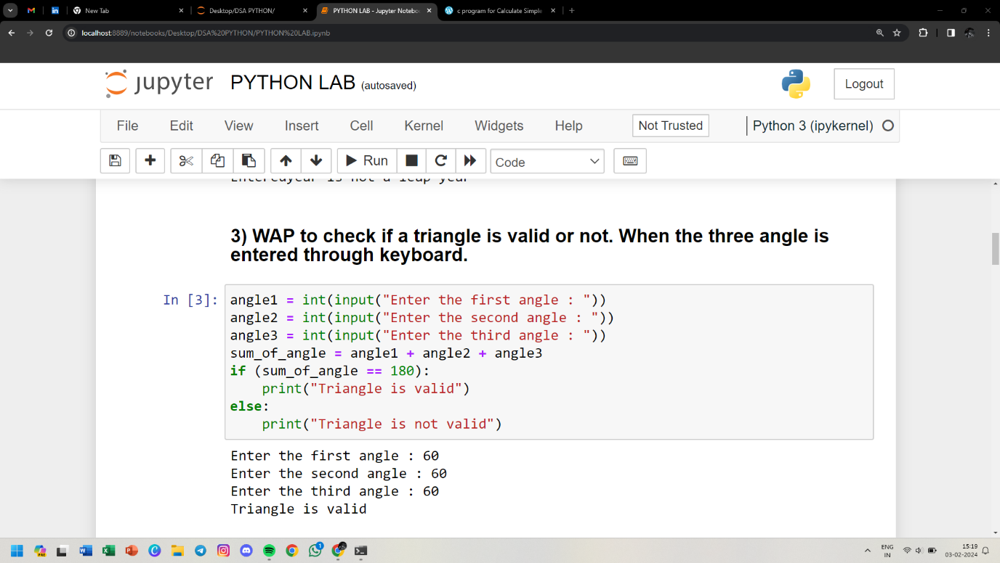 New Tab
Desktop/DSA PYTHON/
PYTHON LAB - Jupyter Notebo
c program for Calculate Simple
localhost:8889/notebooks/Desktop/DSA%20PYTHON/PYTHON%20LAB.ipynb
jupyter PYTHON LAB (autosaved)
Logout
File Edit View Insert Cell Kernel Widgets Help
Not Trusted
Python 3 (ipykernel)
Run
Code
Enteredyear is not a leap year
3) WAP to check if a triangle is valid or not. When the three angle is
entered through keyboard.
In [3]:
angle1 = int(input("Enter the first angle : "))
angle2 = int(input("Enter the second angle : "))
angle3 = int(input("Enter the third angle : "))
sum_of_angle = angle1 + angle2 + angle3
if (sum_of_angle == 180):
    print("Triangle is valid")
else:
    print("Triangle is not valid")
Enter the first angle : 60
Enter the second angle : 60
Enter the third angle : 60
Triangle is valid
PRE
1
ENG
IN
15:19
03-02-2024